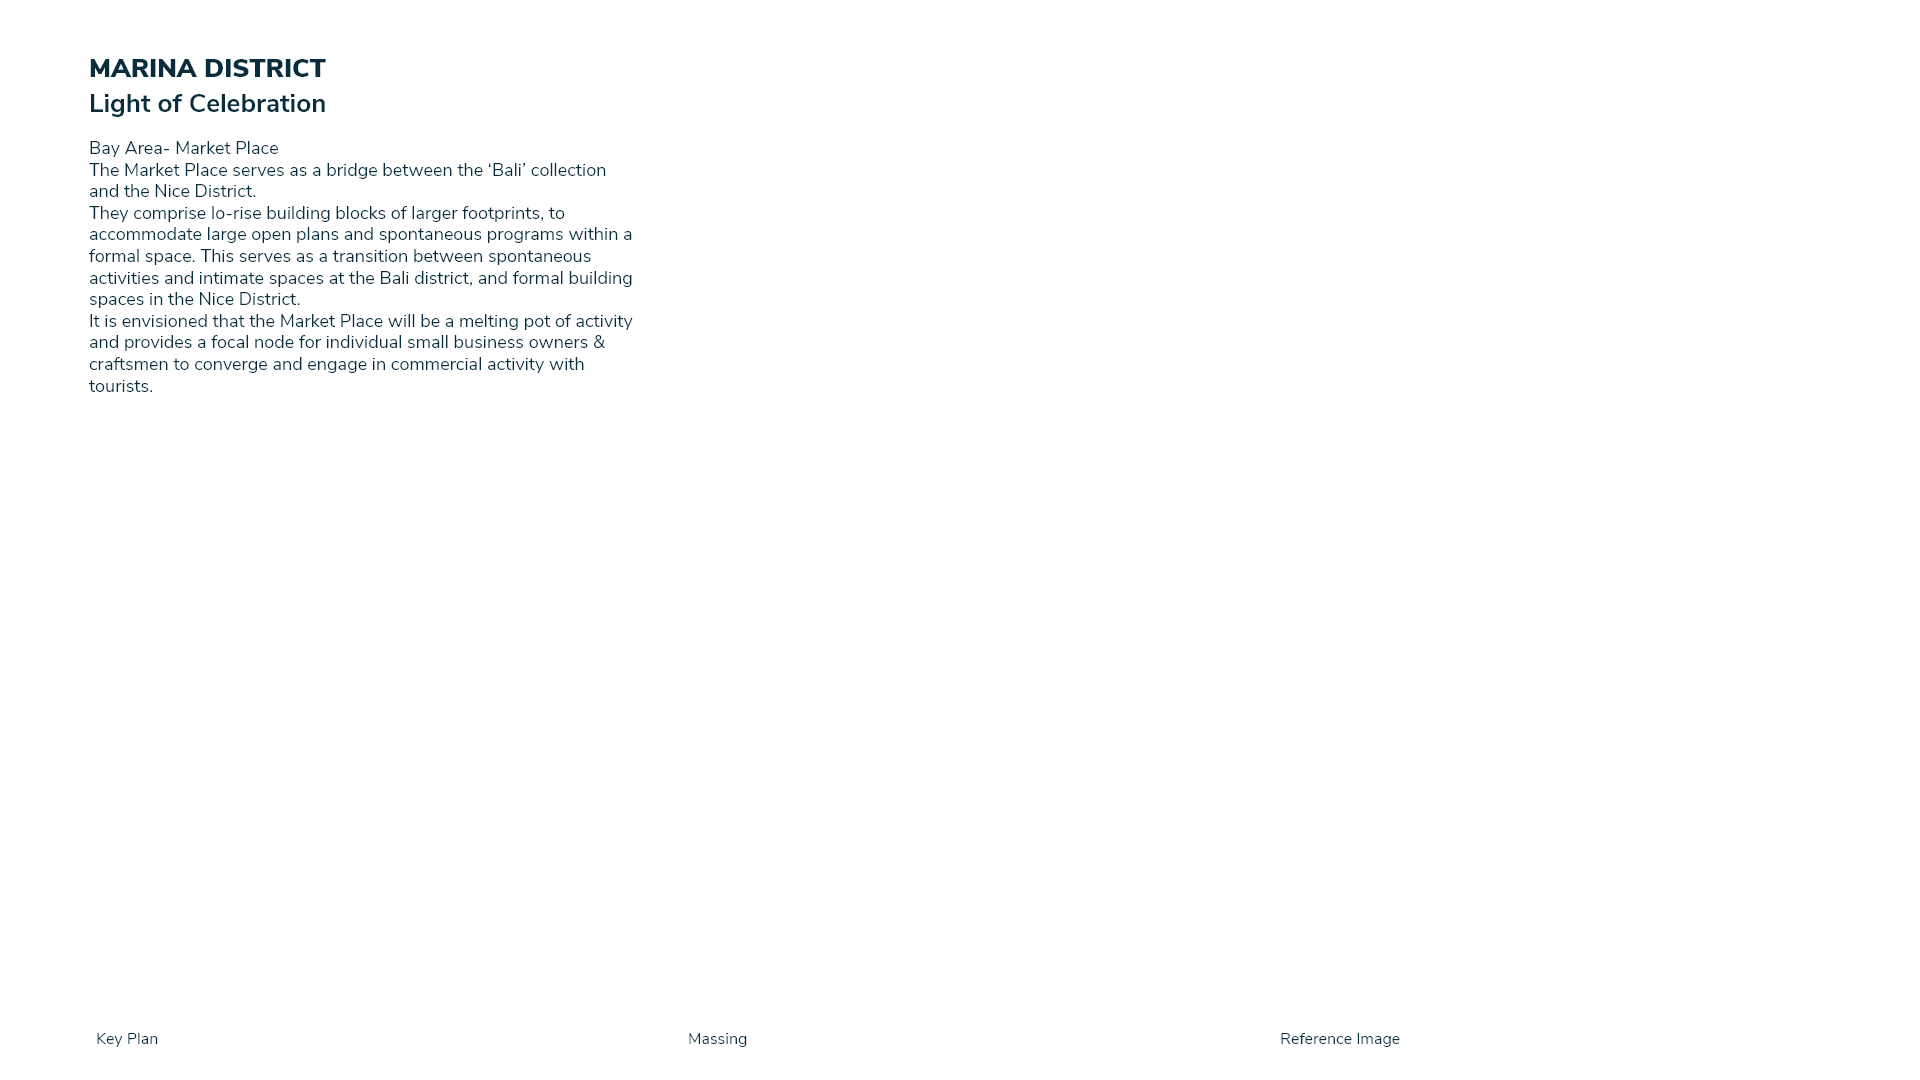 MARINA DISTRICT
Light of Celebration
Bay Area- Market Place
The Market Place serves as a bridge between the ‘Bali’ collection
and the Nice District.
They comprise lo-rise building blocks of larger footprints, to
accommodate large open plans and spontaneous programs within a
formal space. This serves as a transition between spontaneous
activities and intimate spaces at the Bali district, and formal building
spaces in the Nice District.
It is envisioned that the Market Place will be a melting pot of activity
and provides a focal node for individual small business owners &
craftsmen to converge and engage in commercial activity with
tourists.
Key Plan
Massing
Reference Image